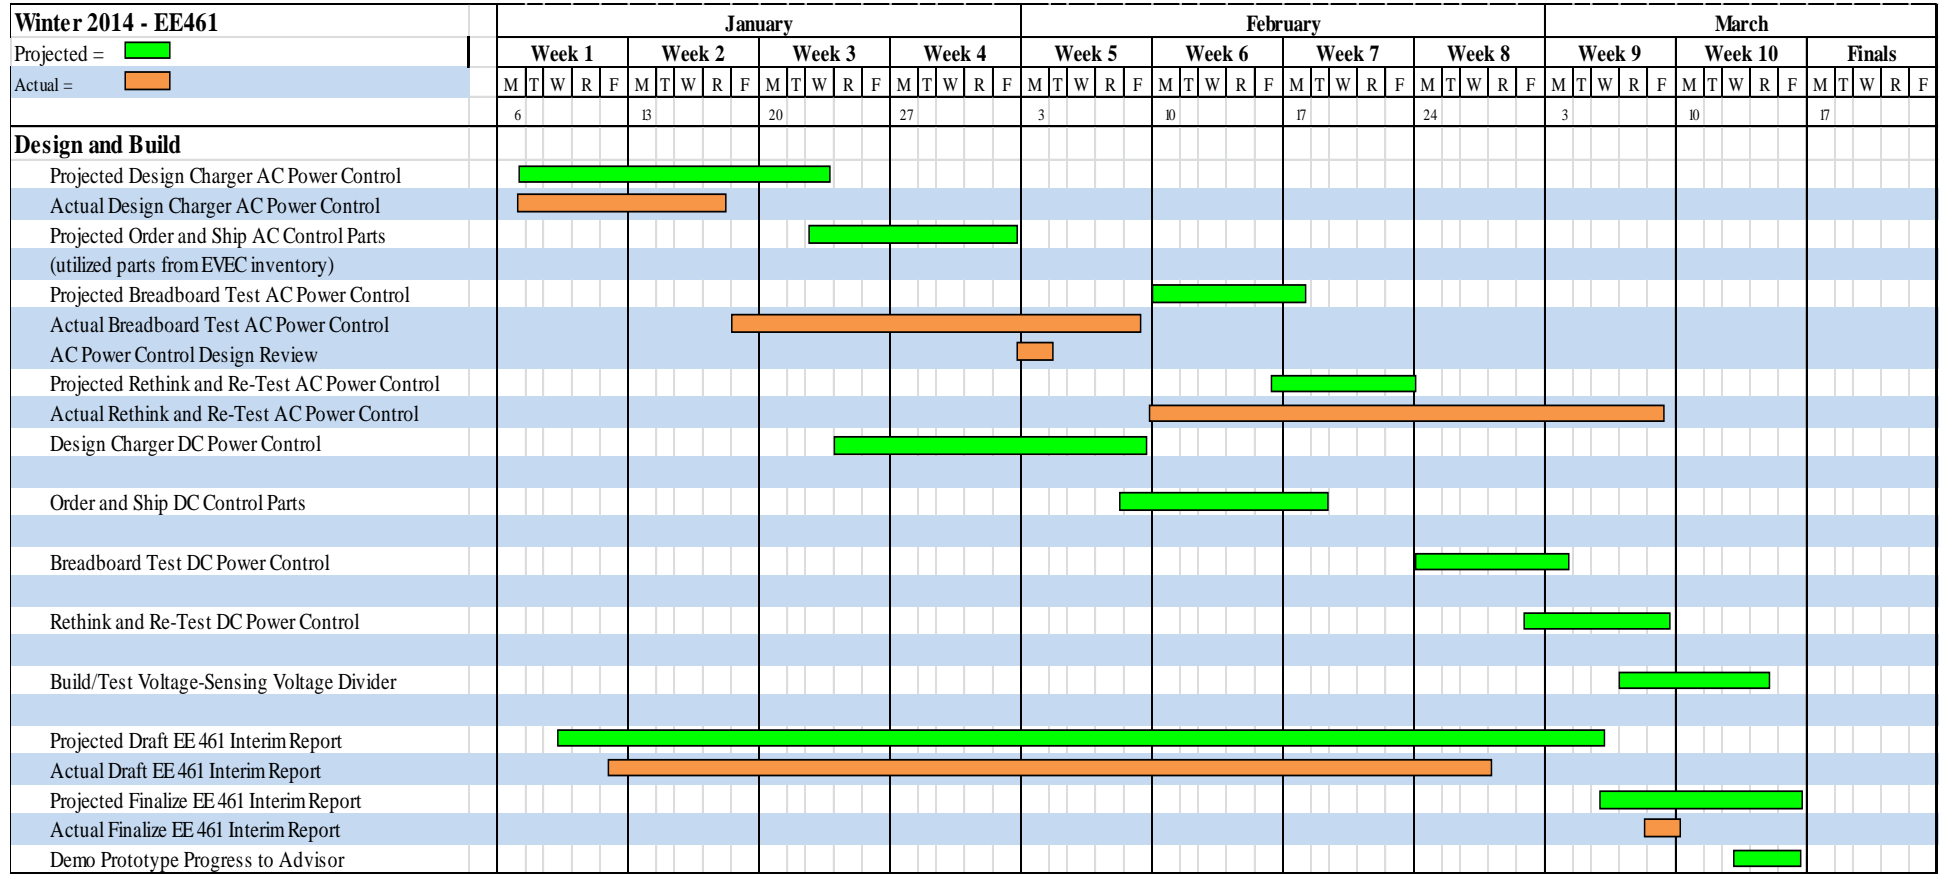 Winter 2014 - EE461 January February March
Projected = Week 1 Week 2 Week 3 Week 4 Week 5 Week 6 Week 7 Week 8 Week 9 Week 10 Finals
Actual = M T W R F M T W R F M T W R F M T W R F M T W R F M T W R F M T W R F M T W R F M T W R F M T W R F M T W R F
6 13 20 27 3 10 17 24 3 10 17
Design and Build
Projected Design Charger AC Power Control
Actual Design Charger AC Power Control
Projected Order and Ship AC Control Parts
(utilized parts from EVEC inventory)
Projected Breadboard Test AC Power Control
Actual Breadboard Test AC Power Control
AC Power Control Design Review
Projected Rethink and Re-Test AC Power Control
Actual Rethink and Re-Test AC Power Control
Design Charger DC Power Control
Order and Ship DC Control Parts
Breadboard Test DC Power Control
Rethink and Re-Test DC Power Control
Build/Test Voltage-Sensing Voltage Divider
Projected Draft EE 461 Interim Report
Actual Draft EE 461 Interim Report
Projected Finalize EE 461 Interim Report
Actual Finalize EE 461 Interim Report
Demo Prototype Progress to Advisor